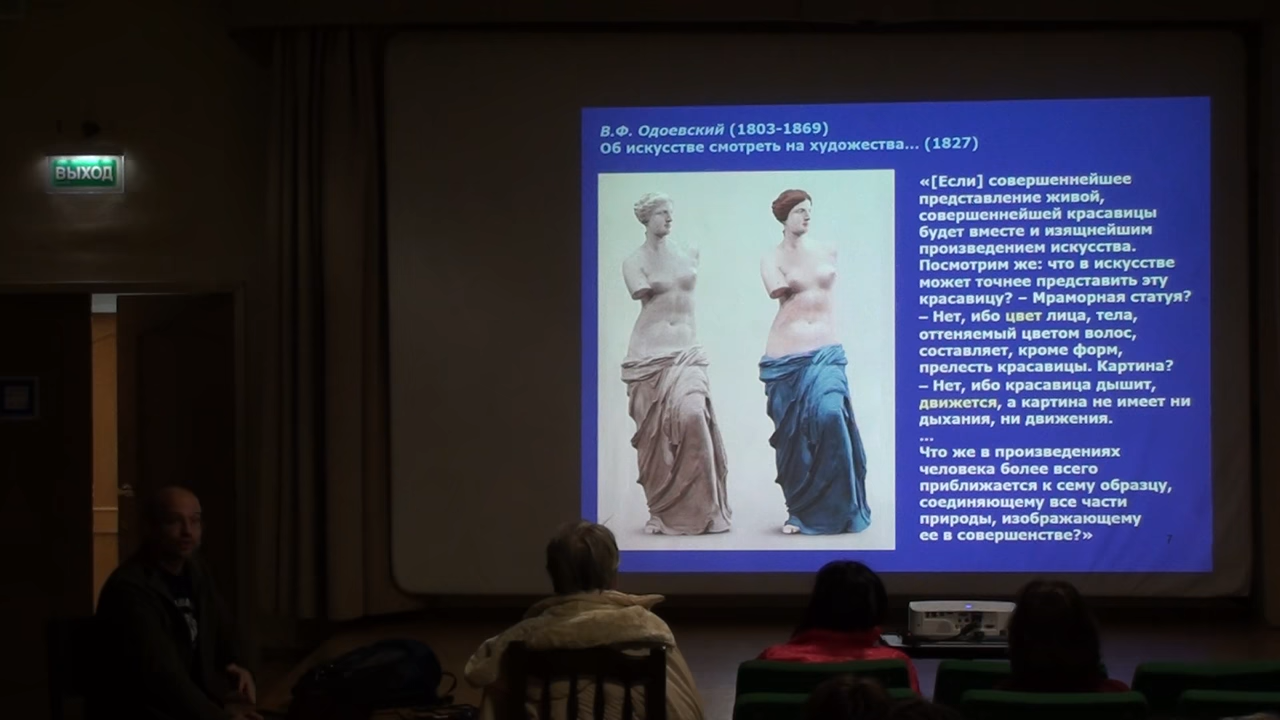 ВЫХОД
В.Ф. Одоевский (1803-1869)
Об искусстве смотреть на художества... (1827)
«[Если] совершеннейшее
представление живой,
совершеннейшей красавицы
будет вместе и изящнейшим
произведением искусства.
Посмотрим же: что в искусстве
может точнее представить эту
красавицу? – Мраморная статуя?
– Нет, ибо цвет лица, тела,
оттеняемый цветом волос,
составляет, кроме форм,
прелесть красавицы. Картина?
– Нет, ибо красавица дышит,
движется, а картина не имеет ни
дыхания, ни движения.
...
Что же в произведениях
человека более всего
приближается к сему образцу,
соединяющему все части
природы, изображающему
ее в совершенстве?»
7